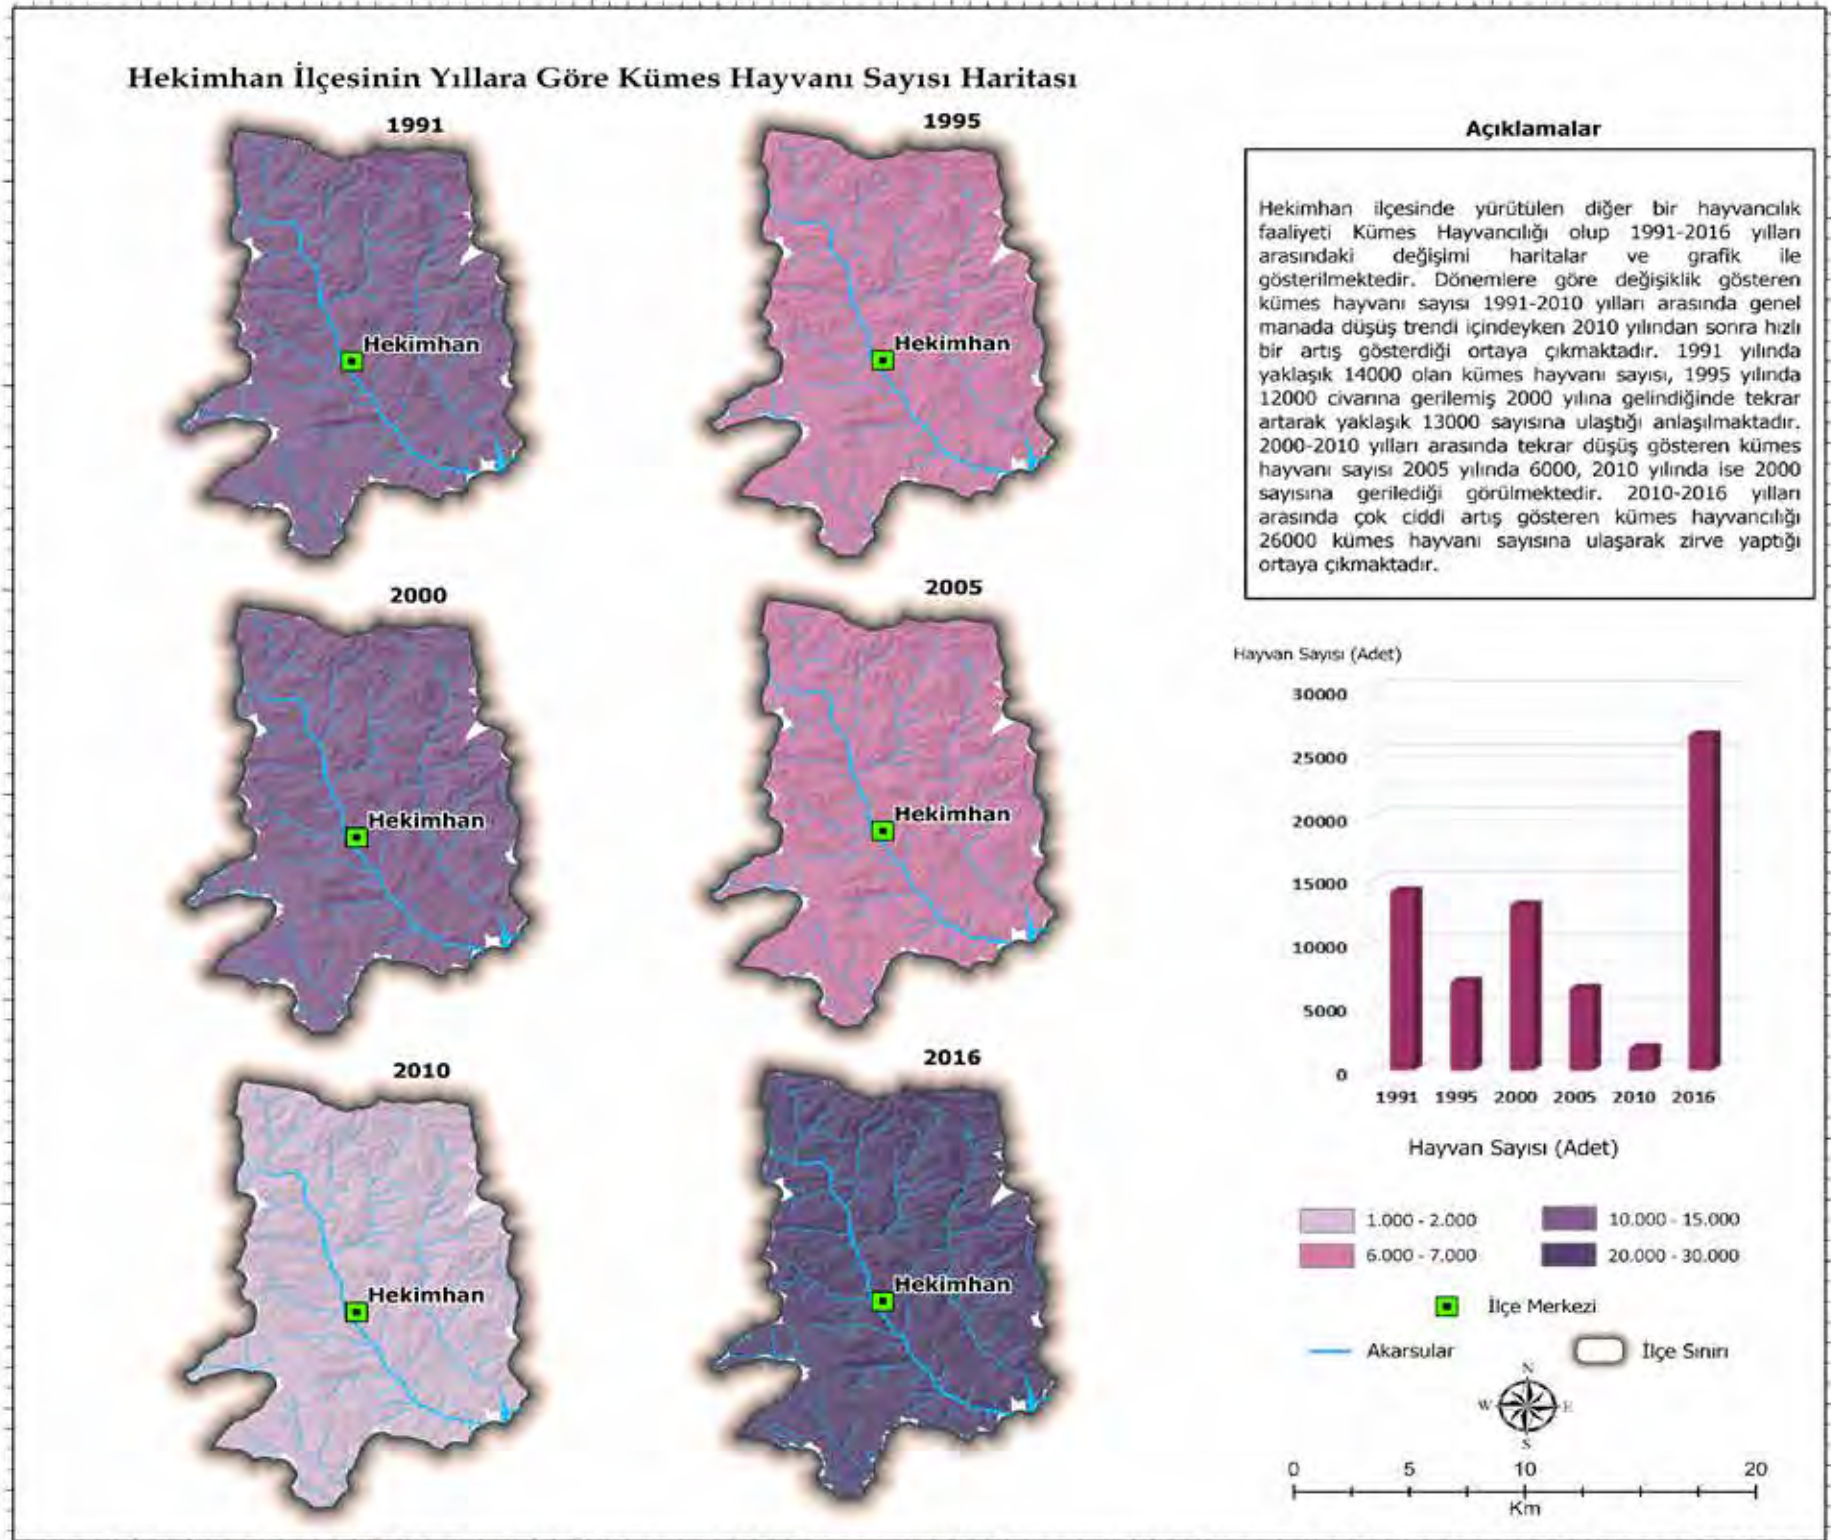 Hekimhan İlçesinin Yıllara Göre Kümes Hayvanı Sayısı Haritası
1991
Hekimhan
1995
Hekimhan
2000
Hekimhan
2005
Hekimhan
2010
Hekimhan
2016
Hekimhan
Açıklamalar
Hekimhan ilçesinde yürütülen diğer bir hayvancılık
faaliyeti Kümes Hayvancılığı olup 1991-2016 yılları
arasındaki değişimi haritalar ve grafik ile
gösterilmektedir. Dönemlere göre değişiklik gösteren
kümes hayvanı sayısı 1991-2010 yılları arasında genel
manada düşüş trendi içindeyken 2010 yılından sonra hızlı
bir artış gösterdiği ortaya çıkmaktadır. 1991 yılında
yaklaşık 14000 olan kümes hayvanı sayısı, 1995 yılında
12000 civarına gerilemiş 2000 yılına gelindiğinde tekrar
artarak yaklaşık 13000 sayısına ulaştığı anlaşılmaktadır.
2000-2010 yılları arasında tekrar düşüş gösteren kümes
hayvanı sayısı 2005 yılında 6000, 2010 yılında ise 2000
sayısına gerilediği görülmektedir. 2010-2016 yılları
arasında çok ciddi artış gösteren kümes hayvancılığı
26000 kümes hayvanı sayısına ulaşarak zirve yaptığı
ortaya çıkmaktadır.
Hayvan Sayısı (Adet)
30000
25000
20000
15000
10000
5000
0
1991 1995 2000 2005 2010 2016
Hayvan Sayısı (Adet)
1.000 - 2.000 10.000 - 15.000
6.000 - 7.000 20.000 - 30.000
İlçe Merkezi
Akarsular İlçe Sınırı
N
W E
S
0 5 10 20
Km